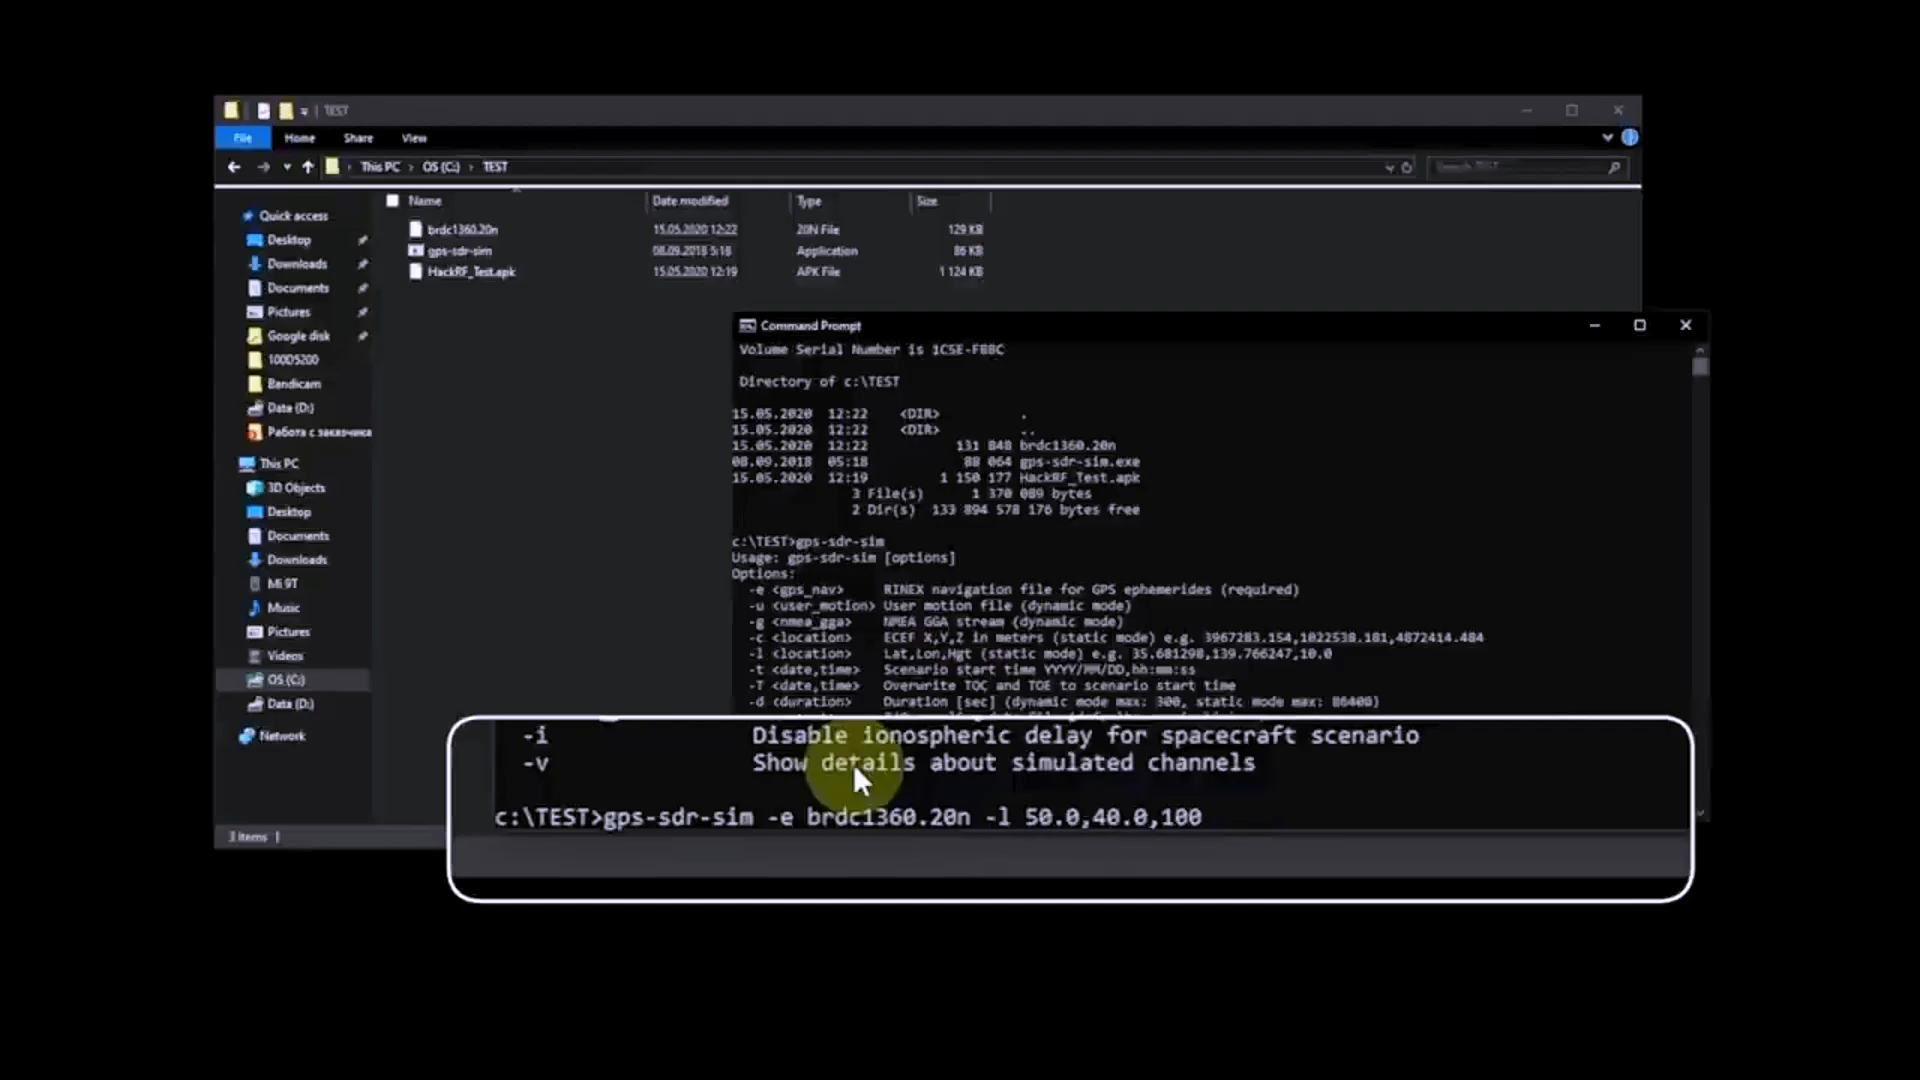 TEST
File Home Share View
This PC › OS (C:) › TEST
Name Date modified Type Size
brdc1360.20n 15.05.2020 12:22 20N File 129 KB
gps-sdr-sim 08.09.2018 5:18 Application 86 KB
HackRF_Test.apk 15.05.2020 12:19 APK File 1 124 KB
Quick access
Desktop
Downloads
Documents
Pictures
Google disk
100D5200
Bandicam
Data (D:)
Работа с заказчика
This PC
3D Objects
Desktop
Documents
Downloads
Mi 9T
Music
Pictures
Videos
OS (C:)
Data (D:)
Network
3 items
Command Prompt
Volume Serial Number is 1C5E-FBBC
Directory of c:\TEST
15.05.2020 12:22 <DIR> .
15.05.2020 12:22 <DIR> ..
15.05.2020 12:22 131 848 brdc1360.20n
08.09.2018 05:18 88 064 gps-sdr-sim.exe
15.05.2020 12:19 1 150 177 HackRF_Test.apk
3 File(s) 1 370 089 bytes
2 Dir(s) 133 894 578 176 bytes free
c:\TEST>gps-sdr-sim
Usage: gps-sdr-sim [options]
Options:
-e <gps_nav> RINEX navigation file for GPS ephemerides (required)
-u <user_motion> User motion file (dynamic mode)
-g <nmea_gga> NMEA GGA stream (dynamic mode)
-c <location> ECEF X,Y,Z in meters (static mode) e.g. 3967283.154,1022538.181,4872414.484
-l <location> Lat,Lon,Hgt (static mode) e.g. 35.681298,139.766247,10.0
-t <date,time> Scenario start time YYYY/MM/DD,hh:mm:ss
-T <date,time> Overwrite TOC and TOE to scenario start time
-d <duration> Duration [sec] (dynamic mode max: 300, static mode max: 86400)
-i Disable ionospheric delay for spacecraft scenario
-v Show details about simulated channels
c:\TEST>gps-sdr-sim -e brdc1360.20n -l 50.0,40.0,100